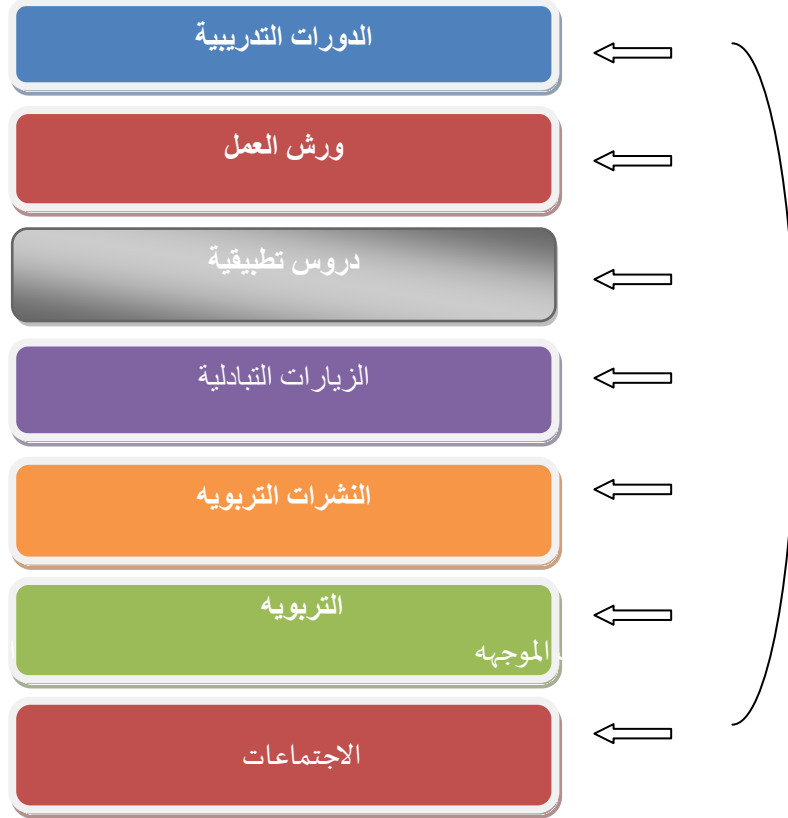 الدورات التدريبية
ورش العمل
دروس تطبيقية
الزيارات التبادلية
النشرات التربويه
التربويه
الموجهه
الاجتماعات